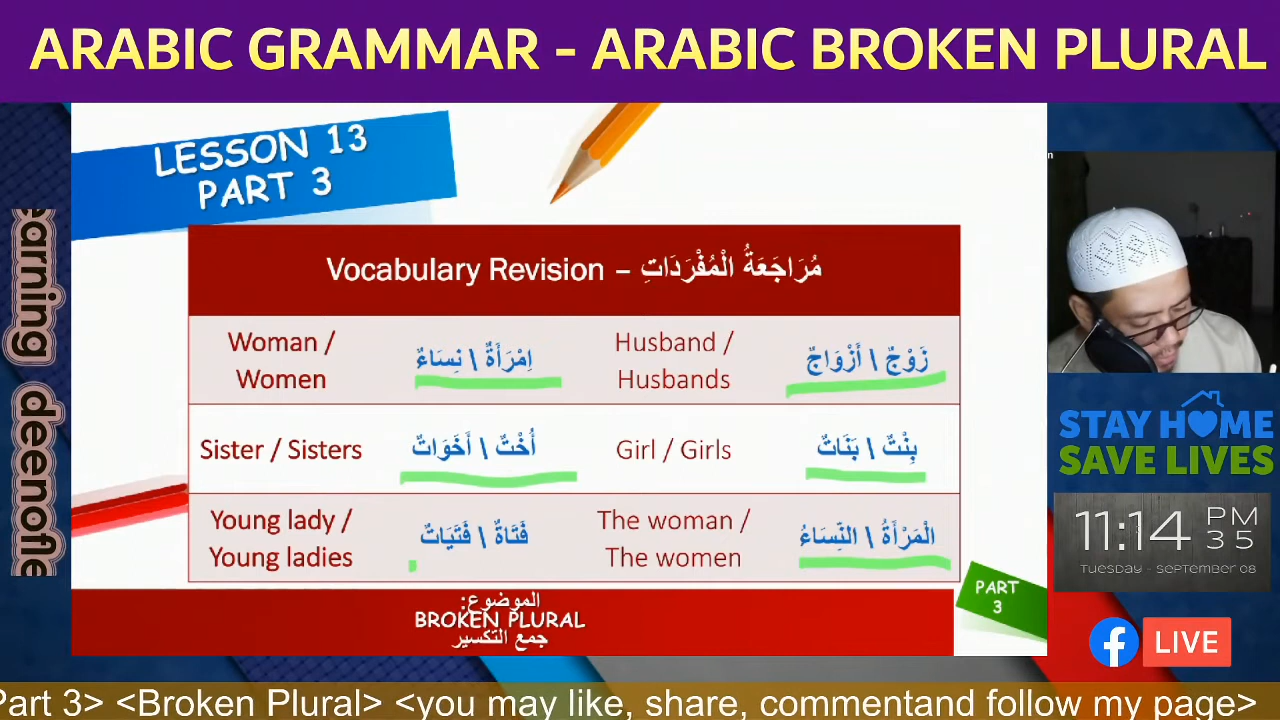 ARABIC GRAMMAR - ARABIC BROKEN PLURAL
LESSON 13
PART 3
Vocabulary Revision – مُرَاجَعَةُ الْمُفْرَدَاتِ
Woman /
Women
اِمْرَأَةٌ \ نِسَاءٌ
Husband /
Husbands
زَوْجٌ \ أَزْوَاجٌ
Sister / Sisters
أُخْتٌ \ أَخَوَاتٌ
Girl / Girls
بِنْتٌ \ بَنَاتٌ
Young lady /
Young ladies
فَتَاةٌ \ فَتَيَاتٌ
The woman /
The women
الْمَرْأَةُ \ النِّسَاءُ
الموضوع:
BROKEN PLURAL
جمع التكسير
PART
3
earning deenofle
STAY HOME
SAVE LIVES
11:14 PM
35
TUESDAY - SEPTEMBER 08
f LIVE
Part 3> <Broken Plural> <you may like, share, commentand follow my page>